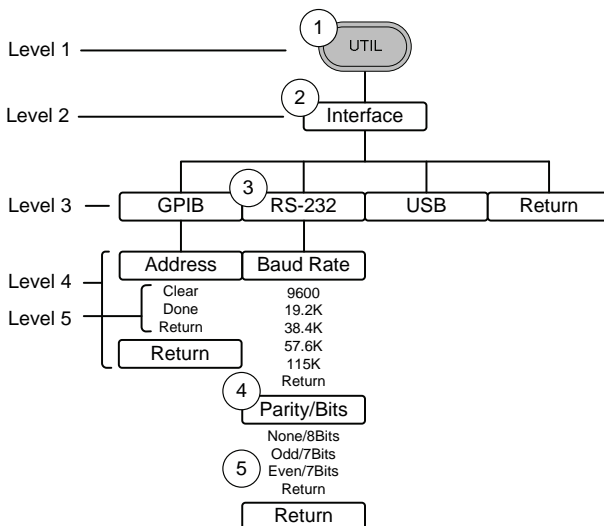 1
Level 1
UTIL
2
Level 2
Interface
3
Level 3
GPIB
RS-232
USB
Return
Level 4
Address
Baud Rate
Level 5
Clear
Done
Return
Return
9600
19.2K
38.4K
57.6K
115K
Return
4
Parity/Bits
None/8Bits
Odd/7Bits
5
Even/7Bits
Return
Return